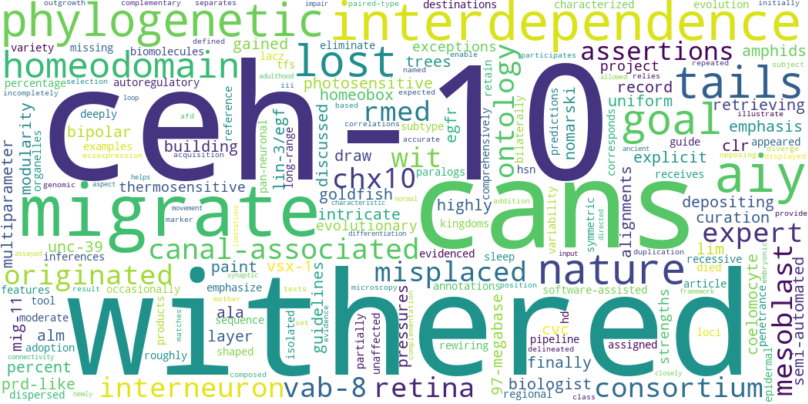 outgrowth
complementary
separates
impair
paired-type
destinations
characterized
evolution
initially
phylogenetic
interdependence
defined
variety
missing
biomolecules
lacz
tfs
adulthood
iii
gained
exceptions
eliminate
trees
enable
named
participates
allowed
relies
repeated
subject
assertions
amphids
homeodomain
lost
photosensitive
homeobox
retain
project
record
uniform
retrieving
tails
percentage
selection
autoregulatory
loop
afd
based
expected
accurate
correlations
subtype
predictions
nomarski
ontology
bilaterally
illustrate
ancient
incompletely
deeply
bipolar
examples
misexpression
acquisition
building
reference
pan-neuronal
long-range
lin-3/egf
discussed
rmed
egfr
comprehensively
corresponds
emphasis
explicit
guide
clr
appeared
opposing
diverge
displayed
goal
ceh-10
modularity
organelles
multiparameter
genomic
aspect
helps
thermosensitive
draw
wit
chx10
paralogs
hsn
receives
depositing
curation
provide
aiy
movement
marker
characteristic
differentiation
normal
goldfish
intricate
evolutionary
highly
addition
kingdoms
directed
input
duplication
variability
symmetric
alignments
lim
recessive
expert
migrate
cans
unc-39
inferences
canal-associated
evidenced
sleep
annotations
position
software-assisted
died
article
loci
embryonic
framework
penetrance
epidermal
coelomocyte
mesoblast
semi-automated
originated
paint
vsx-1
emphasize
misplaced
nature
features
tool
result
occasionally
synaptic
mother
tests
set
microscopy
complementation
limitations
assayed
mig-11
moderate
alm
ala
products
sequence
matches
isolated
evidence
guidelines
partially
unaffected
pressures
rewiring
97-megabase
cvc
hd
pipeline
delineated
assigned
strengths
closely
withered
adoption
connectivity
roughly
shaped
layer
percent
prd-like
dispersed
newly
composed
interneuron
vab-8
retina
finally
biologist
regional
class
consortium